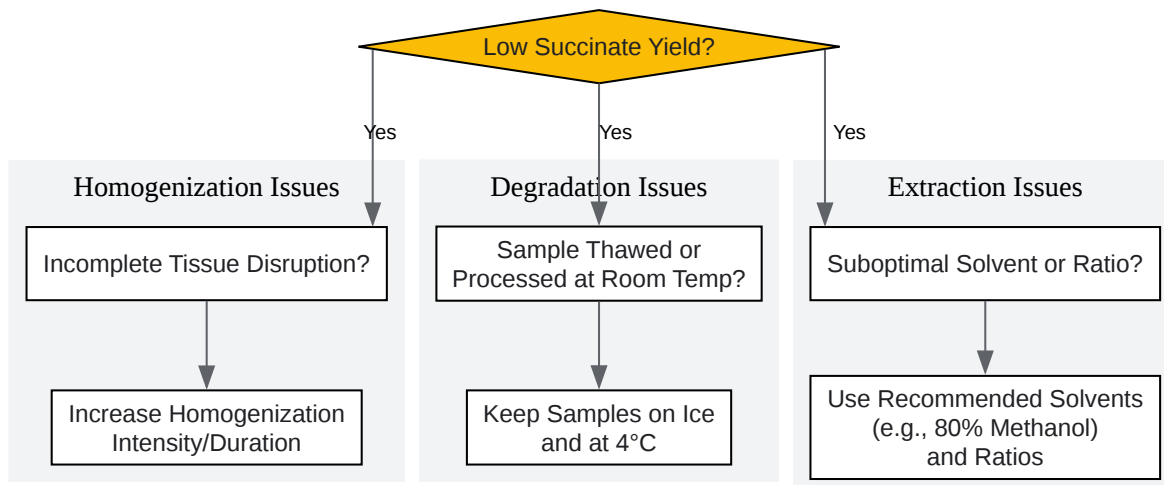 Low Succinate Yield?
Yes
Yes
Yes
Homogenization Issues
Degradation Issues
Extraction Issues
Incomplete Tissue Disruption?
Sample Thawed or
Processed at Room Temp?
Suboptimal Solvent or Ratio?
Increase Homogenization
Intensity/Duration
Keep Samples on Ice
and at 4°C
Use Recommended Solvents
(e.g., 80% Methanol)
and Ratios